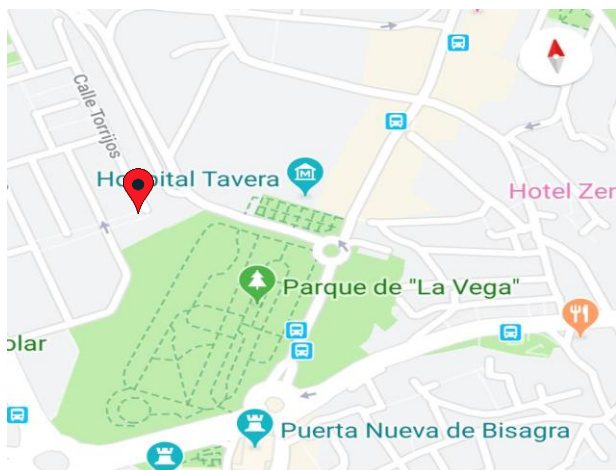 Calle Torrijos
Hospital Tavera
Hotel Zer
Parque de "La Vega"
olar
Puerta Nueva de Bisagra